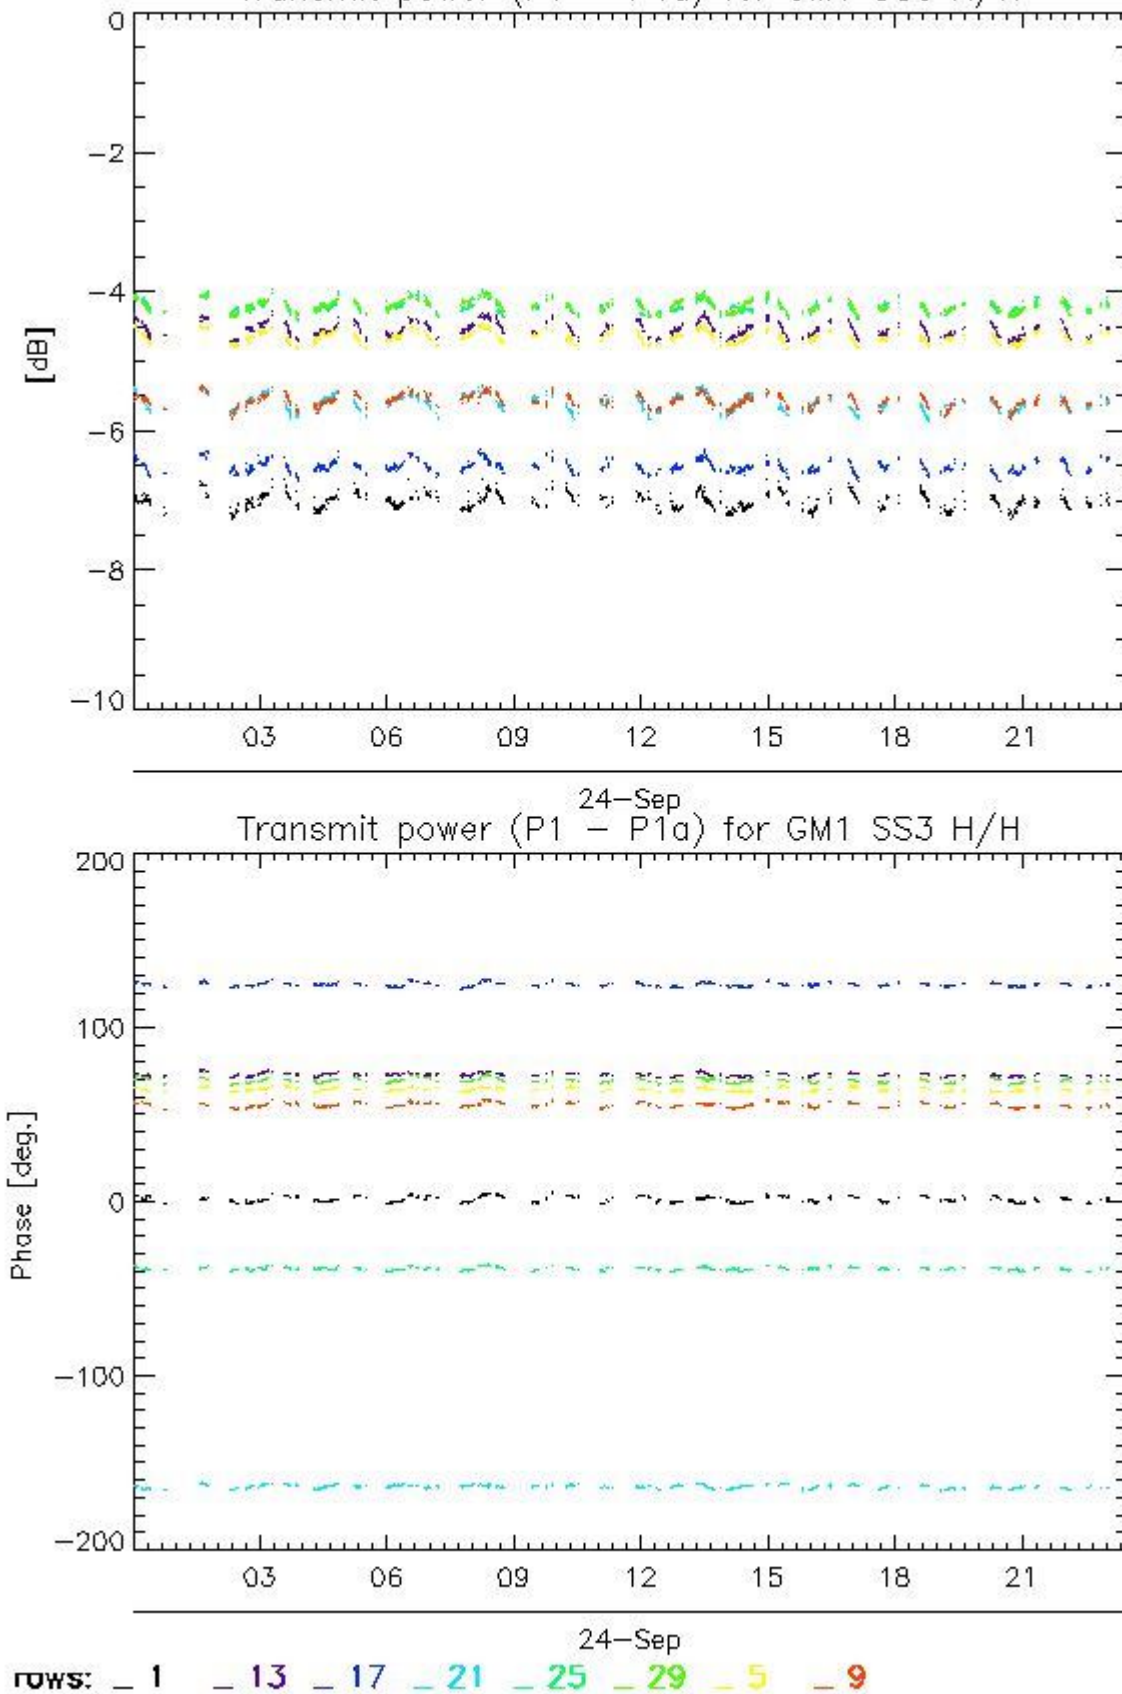 0
-2
-4
[dB]
-6
-8
-10
03 06 09 12 15 18 21
24-Sep
Transmit power (P1 - P1a) for GM1 SS3 H/H
200
100
Phase [deg.]
0
-100
-200
03 06 09 12 15 18 21
24-Sep
rows: _ 1 _ 13 _ 17 _ 21 _ 25 _ 29 _ 5 _ 9